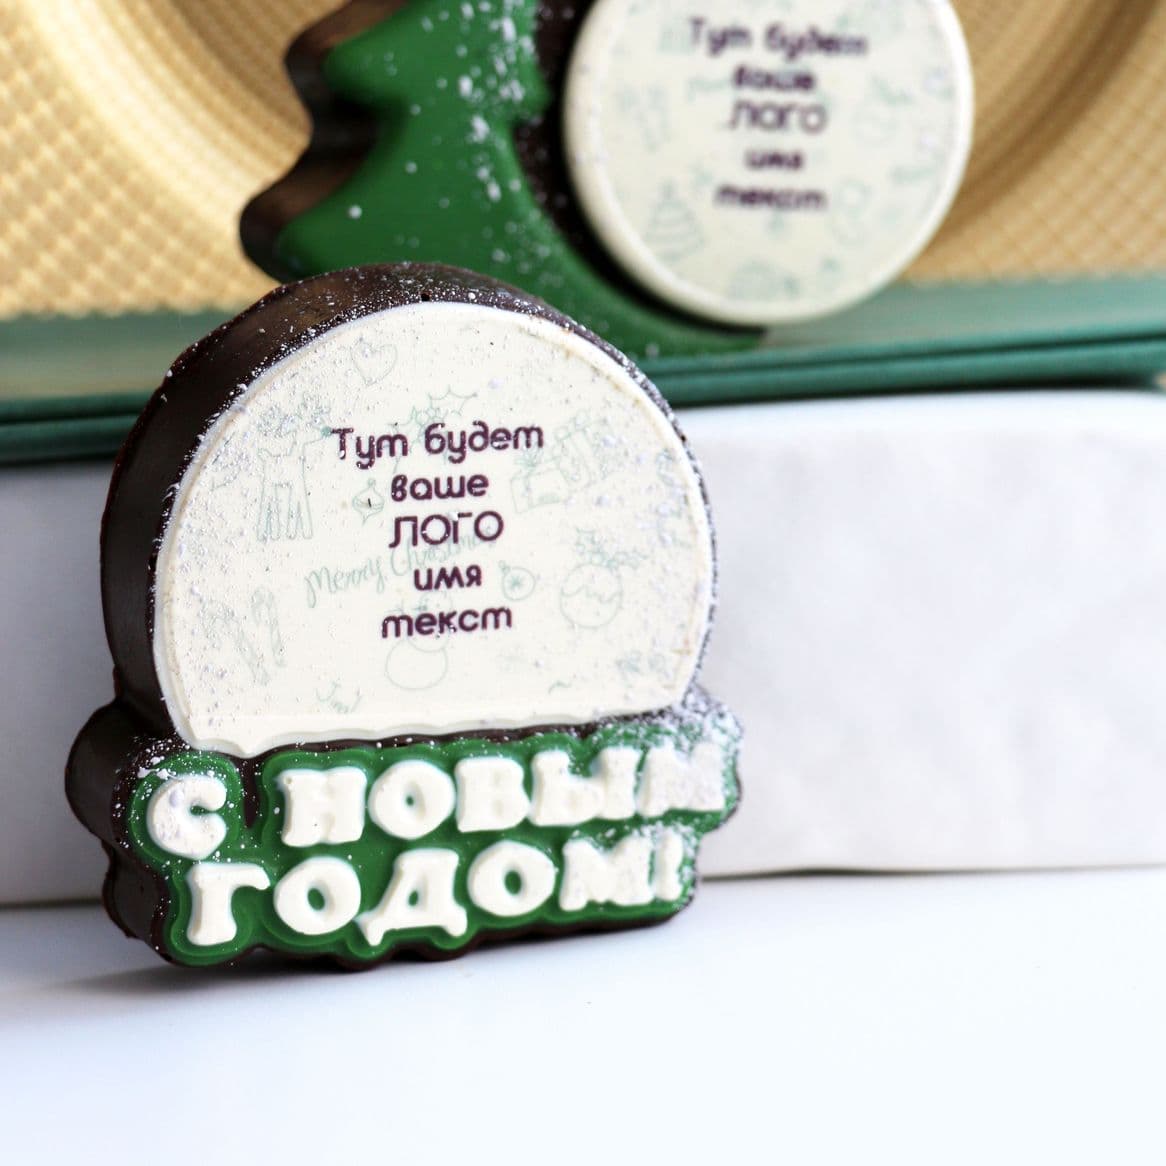 Тут будет
ваше
ЛОГО
имя
текст
Тут будет
ваше
ЛОГО
имя
текст
Merry Christmas
С НОВЫМ
ГОДОМ!